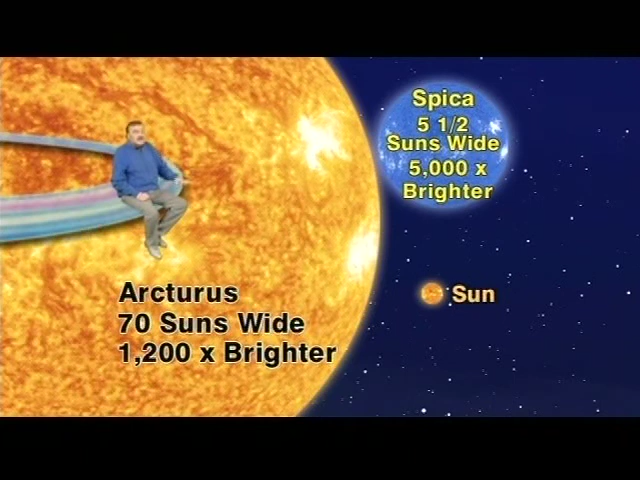 Spica
5 1/2
Suns Wide
5,000 x
Brighter
Sun
Arcturus
70 Suns Wide
1,200 x Brighter